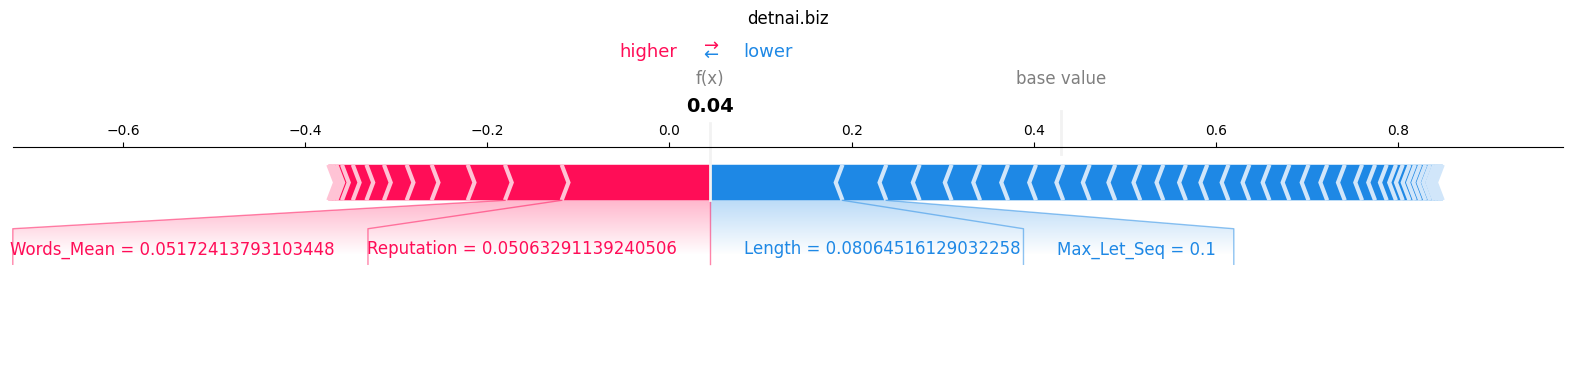 detnai.biz
higher ⇄ lower
f(x) base value
0.04
−0.6 −0.4 −0.2 0.0 0.2 0.4 0.6 0.8
Words_Mean = 0.05172413793103448 Reputation = 0.05063291139240506 Length = 0.08064516129032258 Max_Let_Seq = 0.1